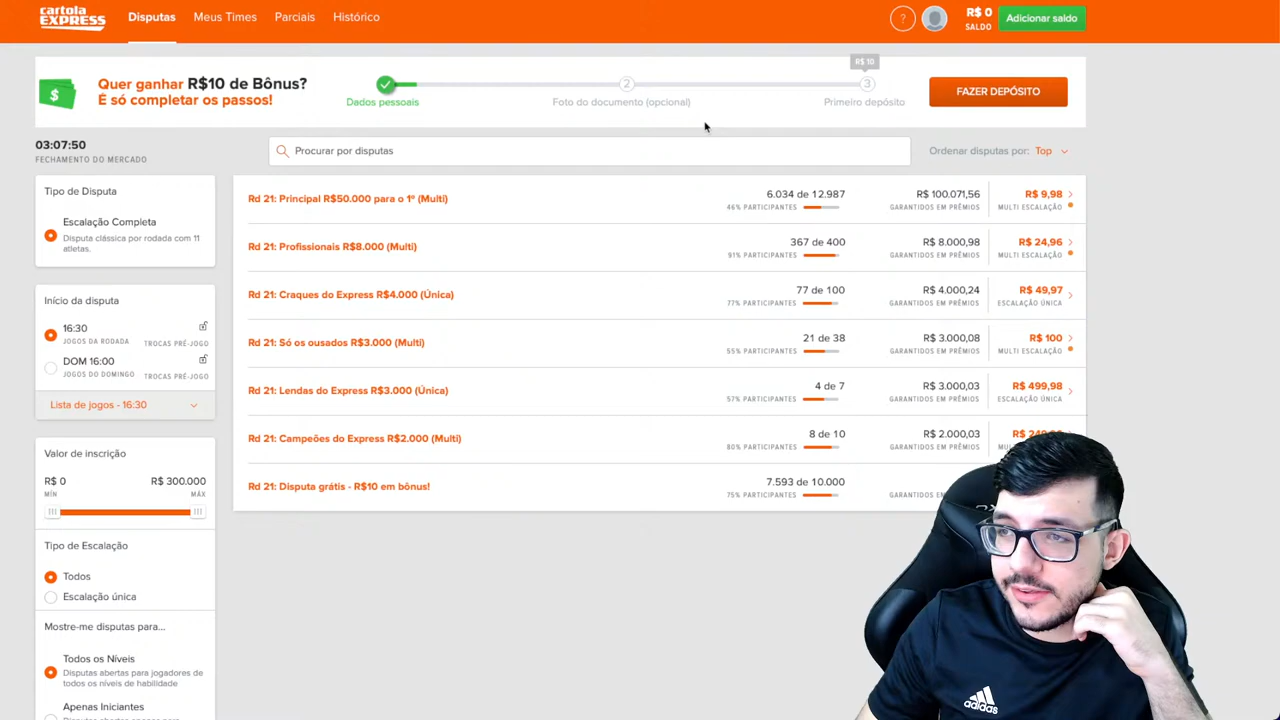 cartola
EXPRESS
Disputas
Meus Times
Parciais
Histórico
?
R$ 0
SALDO
Adicionar saldo
Quer ganhar R$10 de Bônus?
É só completar os passos!
$
Dados pessoais
2
Foto do documento (opcional)
R$ 10
3
Primeiro depósito
FAZER DEPÓSITO
03:07:50
FECHAMENTO DO MERCADO
Procurar por disputas
Ordenar disputas por: Top
Tipo de Disputa
Escalação Completa
Disputa clássica por rodada com 11
atletas.
Início da disputa
16:30
JOGOS DA RODADA
TROCAS PRÉ-JOGO
DOM 16:00
JOGOS DO DOMINGO
TROCAS PRÉ-JOGO
Lista de jogos - 16:30
Valor de inscrição
R$ 0
MÍN
R$ 300.000
MÁX
Tipo de Escalação
Todos
Escalação única
Mostre-me disputas para...
Todos os Níveis
Disputas abertas para jogadores de
todos os níveis de habilidade
Apenas Iniciantes
Rd 21: Principal R$50.000 para o 1º (Multi)
6.034 de 12.987
46% PARTICIPANTES
R$ 100.071,56
GARANTIDOS EM PRÊMIOS
R$ 9,98
MULTI ESCALAÇÃO
Rd 21: Profissionais R$8.000 (Multi)
367 de 400
91% PARTICIPANTES
R$ 8.000,98
GARANTIDOS EM PRÊMIOS
R$ 24,96
MULTI ESCALAÇÃO
Rd 21: Craques do Express R$4.000 (Única)
77 de 100
77% PARTICIPANTES
R$ 4.000,24
GARANTIDOS EM PRÊMIOS
R$ 49,97
ESCALAÇÃO ÚNICA
Rd 21: Só os ousados R$3.000 (Multi)
21 de 38
55% PARTICIPANTES
R$ 3.000,08
GARANTIDOS EM PRÊMIOS
R$ 100
MULTI ESCALAÇÃO
Rd 21: Lendas do Express R$3.000 (Única)
4 de 7
57% PARTICIPANTES
R$ 3.000,03
GARANTIDOS EM PRÊMIOS
R$ 499,98
ESCALAÇÃO ÚNICA
Rd 21: Campeões do Express R$2.000 (Multi)
8 de 10
80% PARTICIPANTES
R$ 2.000,03
GARANTIDOS EM PRÊMIOS
Rd 21: Disputa grátis - R$10 em bônus!
7.593 de 10.000
75% PARTICIPANTES
GARANTIDOS
adidas